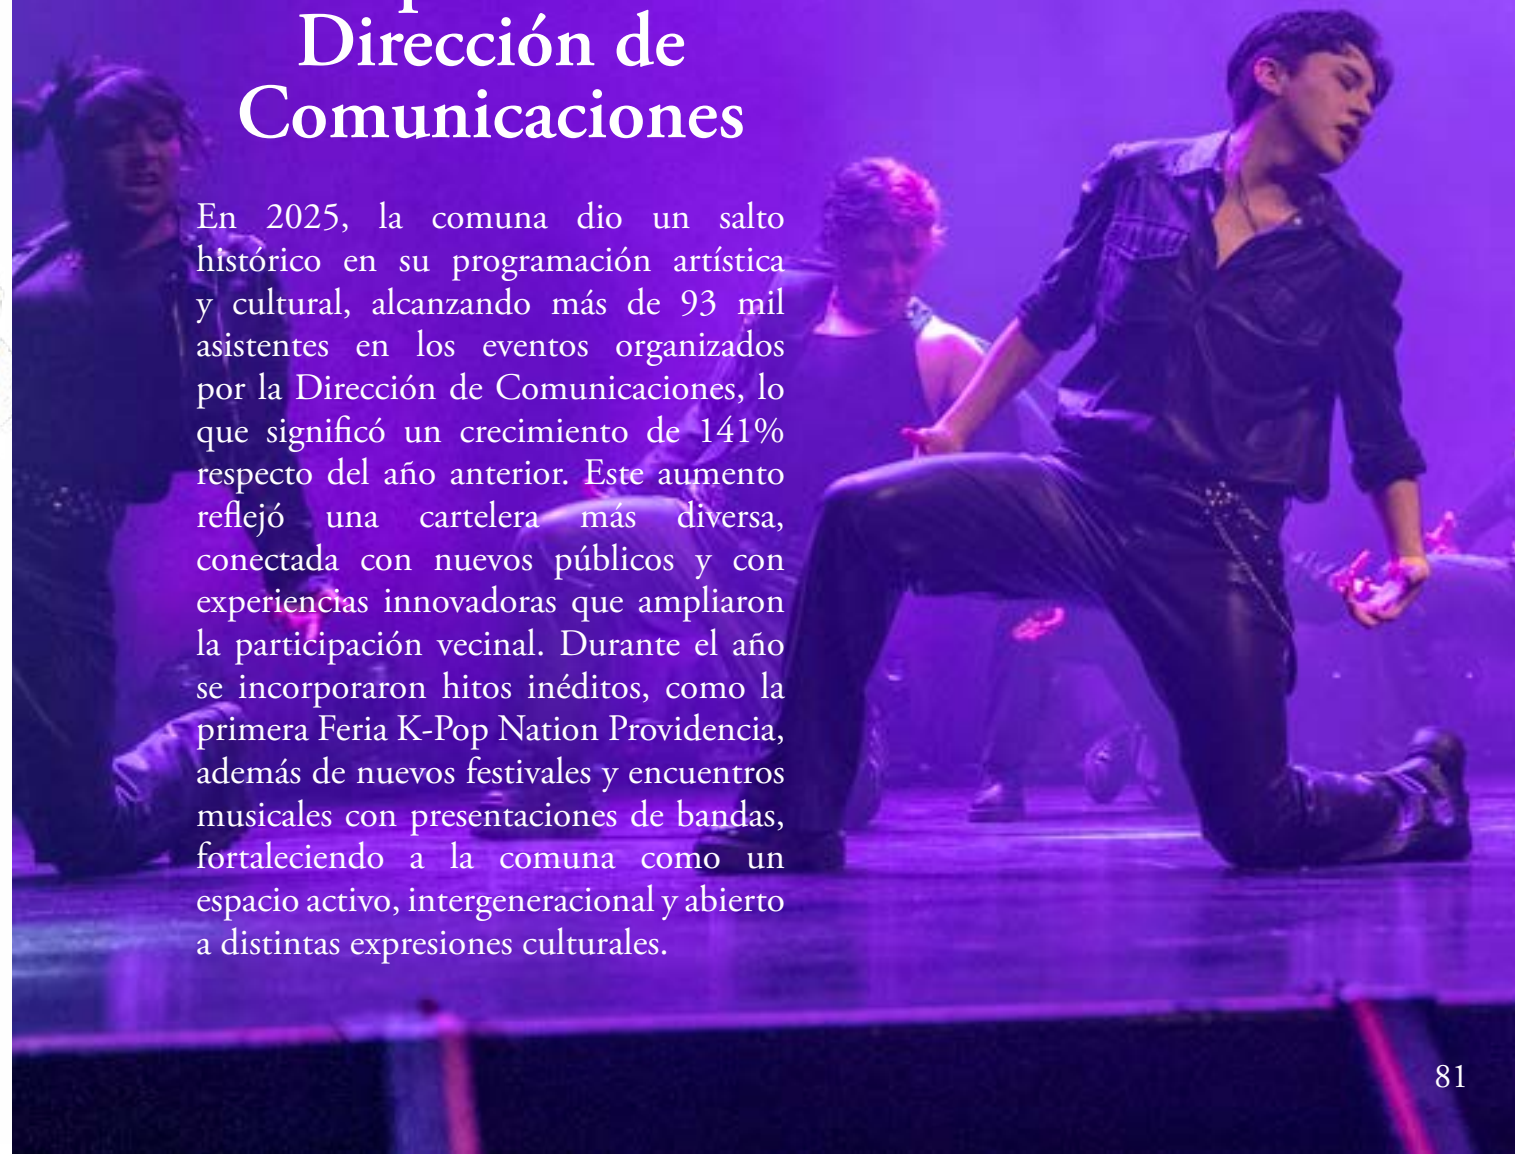 Dirección de
Comunicaciones
En 2025, la comuna dio un salto
histórico en su programación artística
y cultural, alcanzando más de 93 mil
asistentes en los eventos organizados
por la Dirección de Comunicaciones, lo
que significó un crecimiento de 141%
respecto del año anterior. Este aumento
reflejó una cartelera más diversa,
conectada con nuevos públicos y con
experiencias innovadoras que ampliaron
la participación vecinal. Durante el año
se incorporaron hitos inéditos, como la
primera Feria K-Pop Nation Providencia,
además de nuevos festivales y encuentros
musicales con presentaciones de bandas,
fortaleciendo a la comuna como un
espacio activo, intergeneracional y abierto
a distintas expresiones culturales.
81